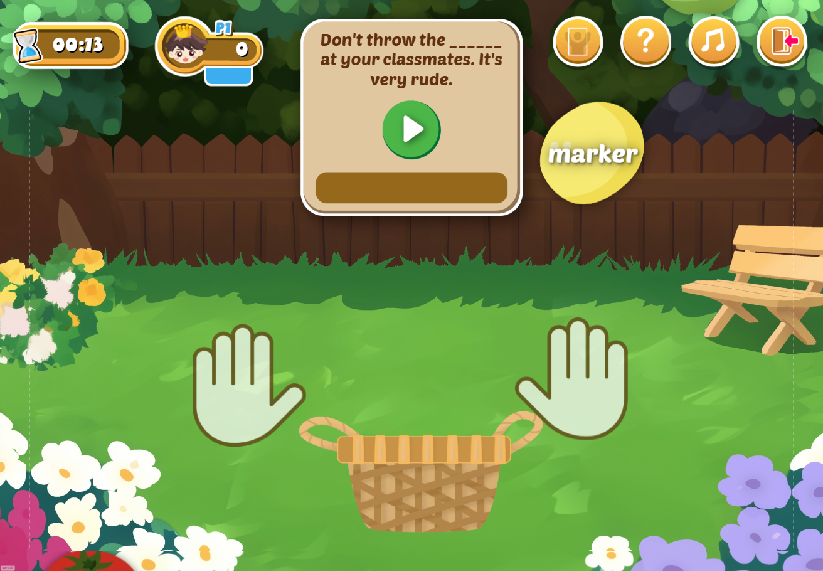 00:13
P1
0
Don't throw the ______
at your classmates. It's
very rude.
?
marker